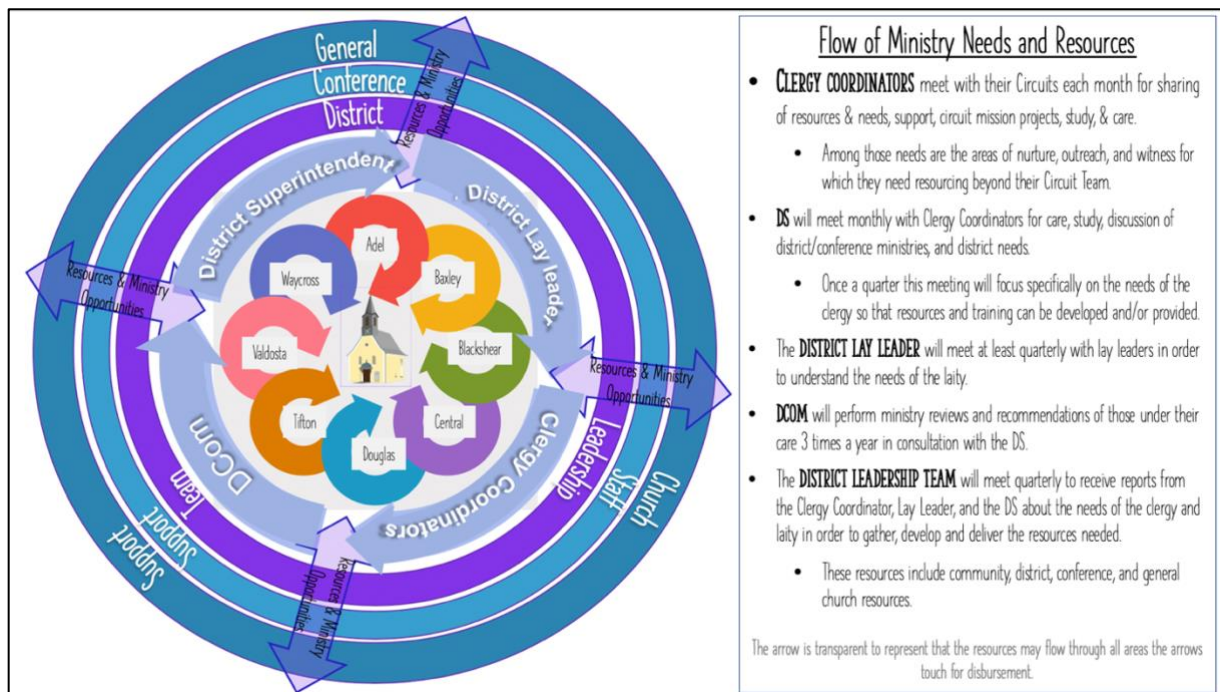 General
Conference
District
District Superintendent
District Lay leader
Clergy Coordinators
DCom
Resources & Ministry
Opportunities
Resources & Ministry
Opportunities
Resources & Ministry
Opportunities
Resources & Ministry
Opportunities
Adel
Baxley
Blackshear
Central
Douglas
Tifton
Valdosta
Waycross
Leadership
Team
Staff
Support
Church
Support
Flow of Ministry Needs and Resources
• CLERGY COORDINATORS meet with their Circuits each month for sharing
of resources & needs, support, circuit mission projects, study, & care.
• Among those needs are the areas of nurture, outreach, and witness for
which they need resourcing beyond their Circuit Team.
• DS will meet monthly with Clergy Coordinators for care, study, discussion of
district/conference ministries, and district needs.
• Once a quarter this meeting will focus specifically on the needs of the
clergy so that resources and training can be developed and/or provided.
• The DISTRICT LAY LEADER will meet at least quarterly with lay leaders in order
to understand the needs of the laity.
• DCOM will perform ministry reviews and recommendations of those under their
care 3 times a year in consultation with the DS.
• The DISTRICT LEADERSHIP TEAM will meet quarterly to receive reports from
the Clergy Coordinator, Lay Leader, and the DS about the needs of the clergy and
laity in order to gather, develop and deliver the resources needed.
• These resources include community, district, conference, and general
church resources.
The arrow is transparent to represent that the resources may flow through all areas the arrows
touch for disbursement.